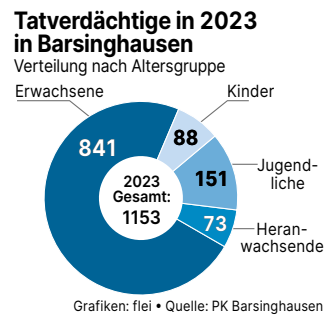 Tatverdächtige in 2023
in Barsinghausen
Verteilung nach Altersgruppe
Erwachsene
Kinder
841
88
151
Jugend-
liche
2023
Gesamt:
1153
73
Heran-
wachsende
Grafiken: flei • Quelle: PK Barsinghausen